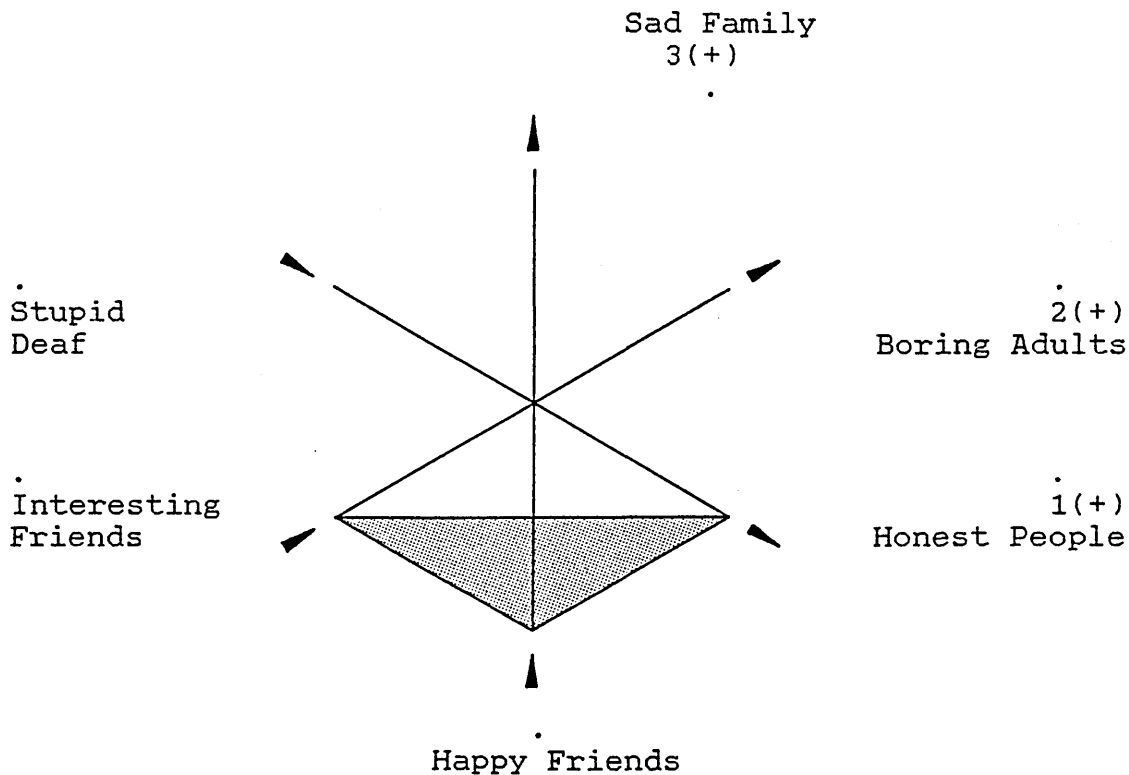 Sad Family
3(+)
Stupid
Deaf
2(+)
Boring Adults
Interesting
Friends
1(+)
Honest People
Happy Friends